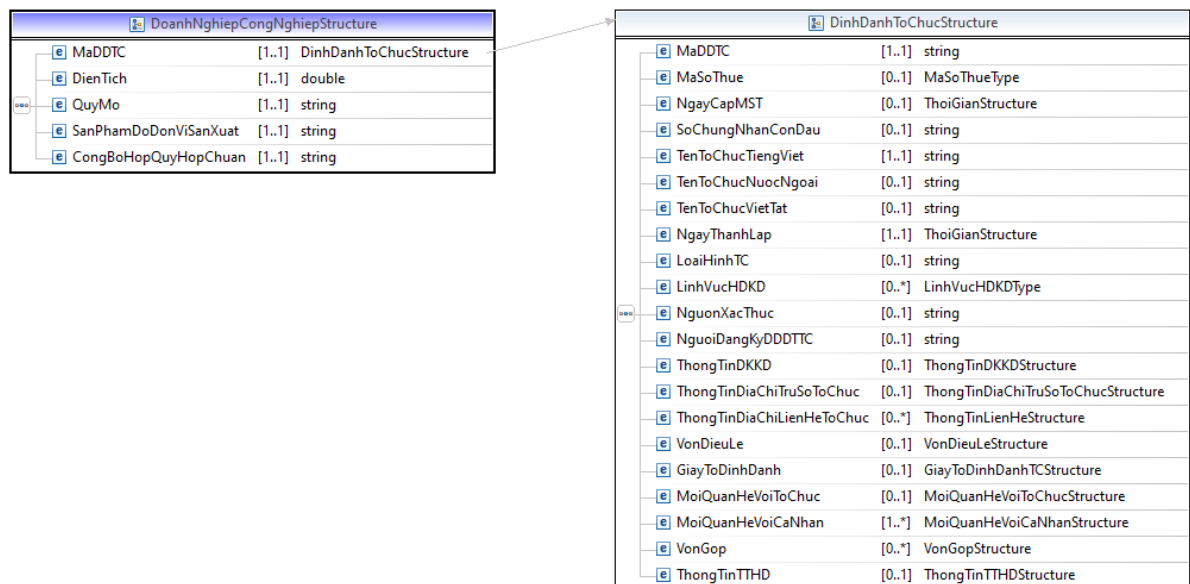 DoanhNghiepCongNghiepStructure
e MaDDTC [1..1] DinhDanhToChucStructure
e DienTich [1..1] double
e QuyMo [1..1] string
e SanPhamDoDonViSanXuat [1..1] string
e CongBoHopQuyHopChuan [1..1] string
DinhDanhToChucStructure
e MaDDTC [1..1] string
e MaSoThue [0..1] MaSoThueType
e NgayCapMST [0..1] ThoiGianStructure
e SoChungNhanConDau [0..1] string
e TenToChucTiengViet [1..1] string
e TenToChucNuocNgoai [0..1] string
e TenToChucVietTat [0..1] string
e NgayThanhLap [1..1] ThoiGianStructure
e LoaiHinhTC [0..1] string
e LinhVucHDKD [0..*] LinhVucHDKDType
e NguonXacThuc [0..1] string
e NguoiDangKyDDDTTC [0..1] string
e ThongTinDKKD [0..1] ThongTinDKKDStructure
e ThongTinDiaChiTruSoToChuc [0..1] ThongTinDiaChiTruSoToChucStructure
e ThongTinDiaChiLienHeToChuc [0..*] ThongTinLienHeStructure
e VonDieuLe [0..1] VonDieuLeStructure
e GiayToDinhDanh [0..1] GiayToDinhDanhTCStructure
e MoiQuanHeVoiToChuc [0..1] MoiQuanHeVoiToChucStructure
e MoiQuanHeVoiCaNhan [1..*] MoiQuanHeVoiCaNhanStructure
e VonGop [0..*] VonGopStructure
e ThongTinTTHD [0..1] ThongTinTTHDStructure